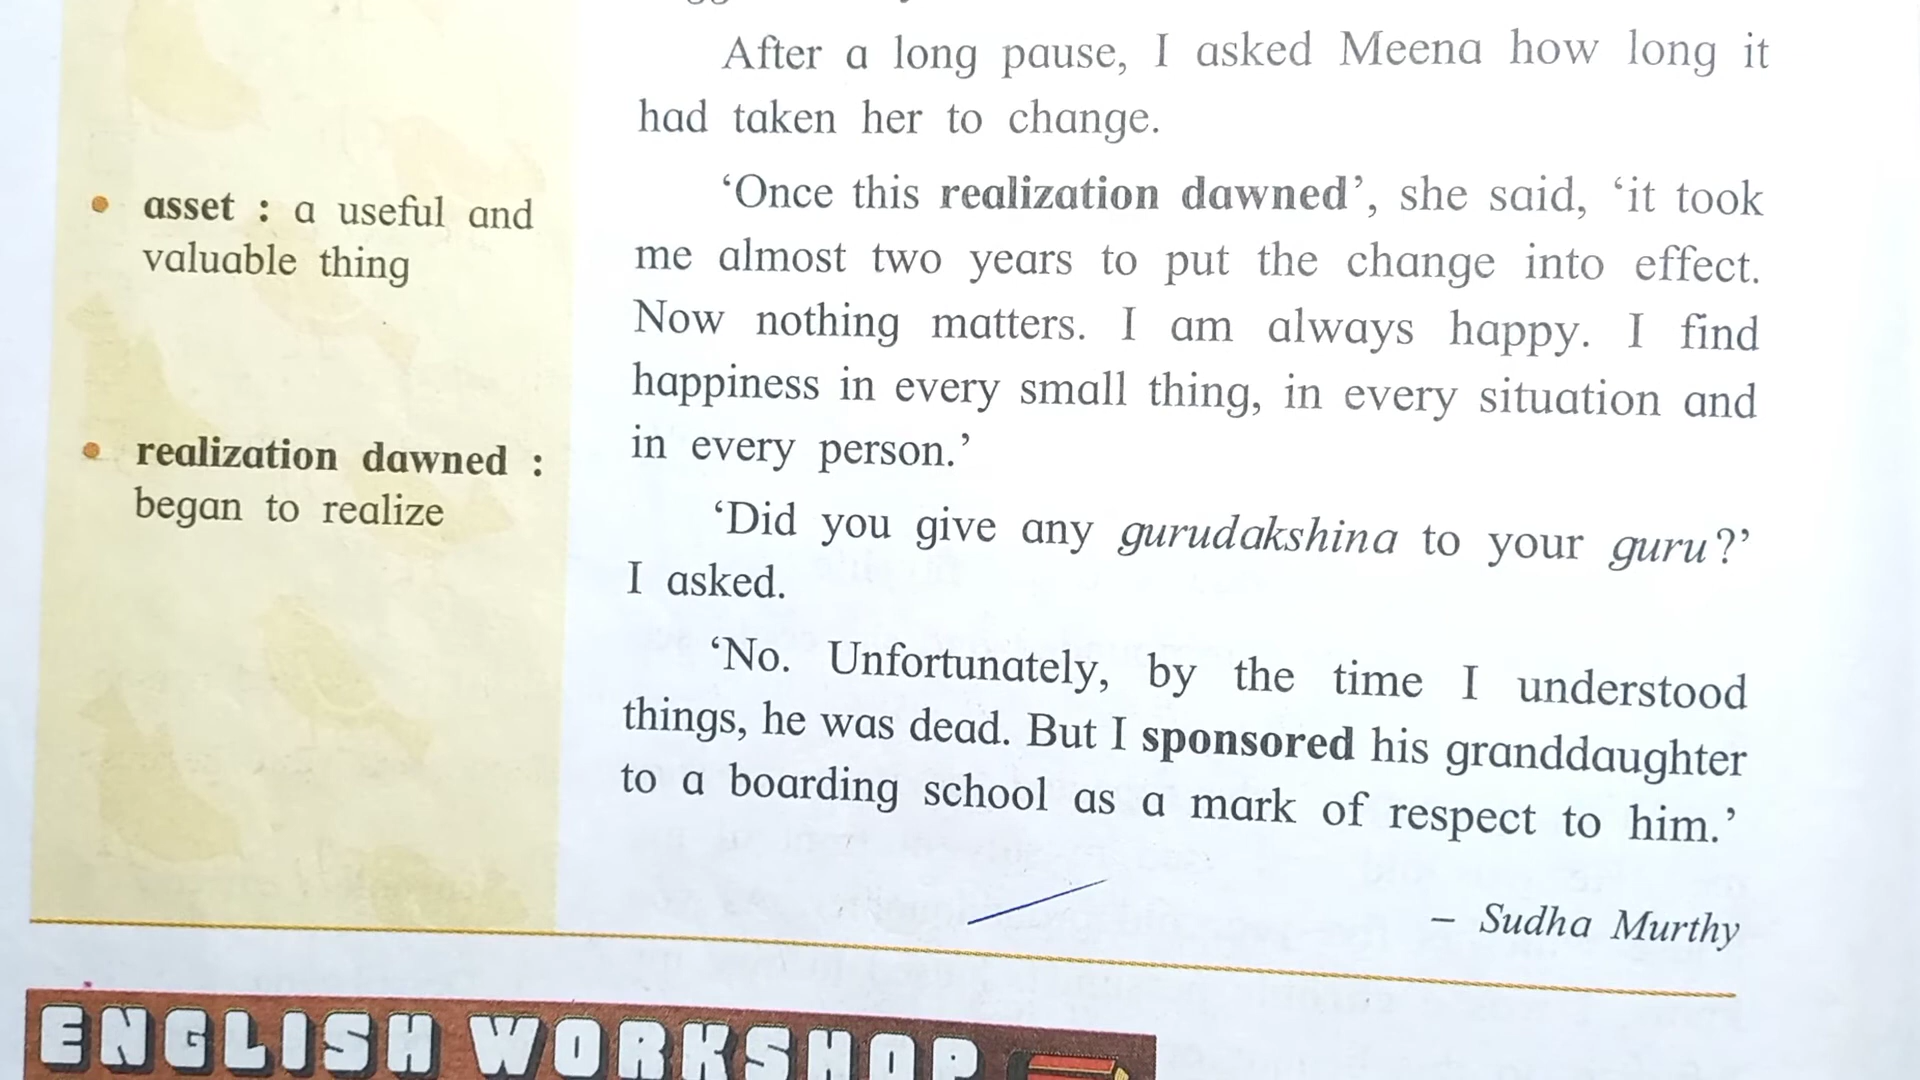 After a long pause, I asked Meena how long it
had taken her to change.
‘Once this realization dawned’, she said, ‘it took
me almost two years to put the change into effect.
Now nothing matters. I am always happy. I find
happiness in every small thing, in every situation and
in every person.’
‘Did you give any gurudakshina to your guru?’
I asked.
‘No. Unfortunately, by the time I understood
things, he was dead. But I sponsored his granddaughter
to a boarding school as a mark of respect to him.’
– Sudha Murthy
• asset : a useful and
valuable thing
• realization dawned :
began to realize
ENGLISH WORKSHOP